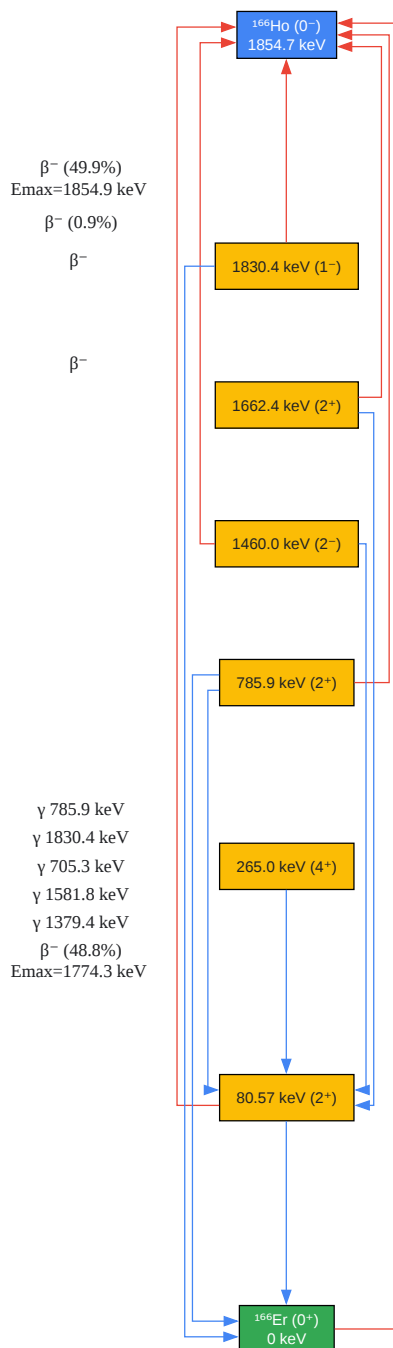 ¹⁶⁶Ho (0⁻)
1854.7 keV
β⁻ (49.9%)
Emax=1854.9 keV
β⁻ (0.9%)
β⁻
1830.4 keV (1⁻)
β⁻
1662.4 keV (2⁺)
1460.0 keV (2⁻)
785.9 keV (2⁺)
γ 785.9 keV
γ 1830.4 keV
γ 705.3 keV
265.0 keV (4⁺)
γ 1581.8 keV
γ 1379.4 keV
β⁻ (48.8%)
Emax=1774.3 keV
80.57 keV (2⁺)
¹⁶⁶Er (0⁺)
0 keV